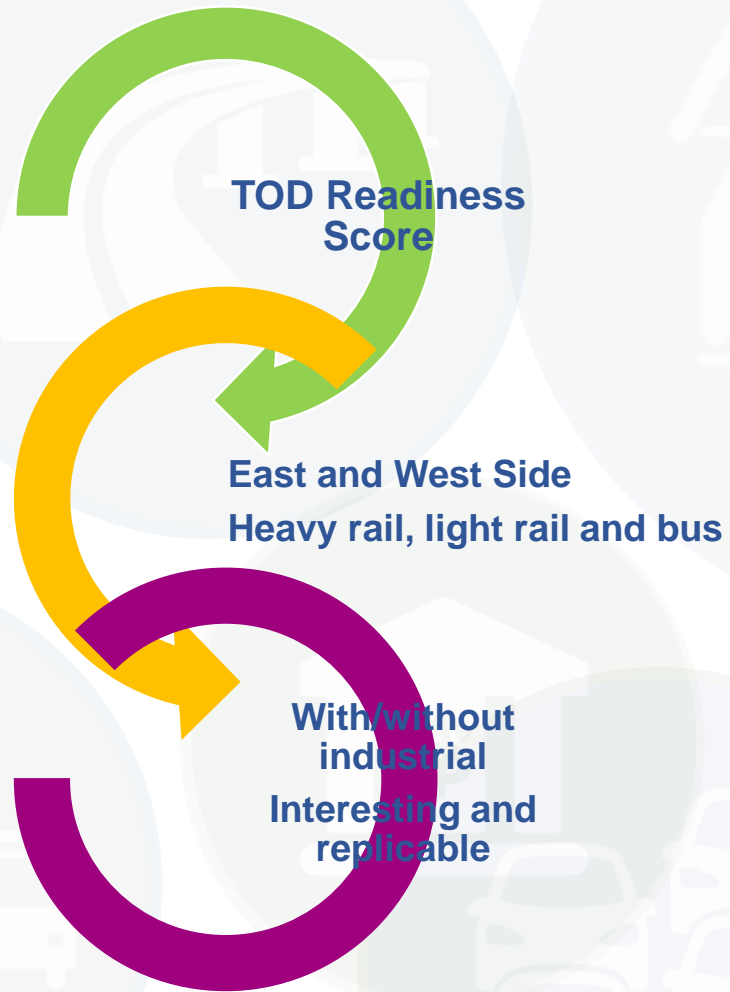 TOD Readiness
Score
East and West Side
Heavy rail, light rail and bus
With/without
industrial
Interesting and
replicable